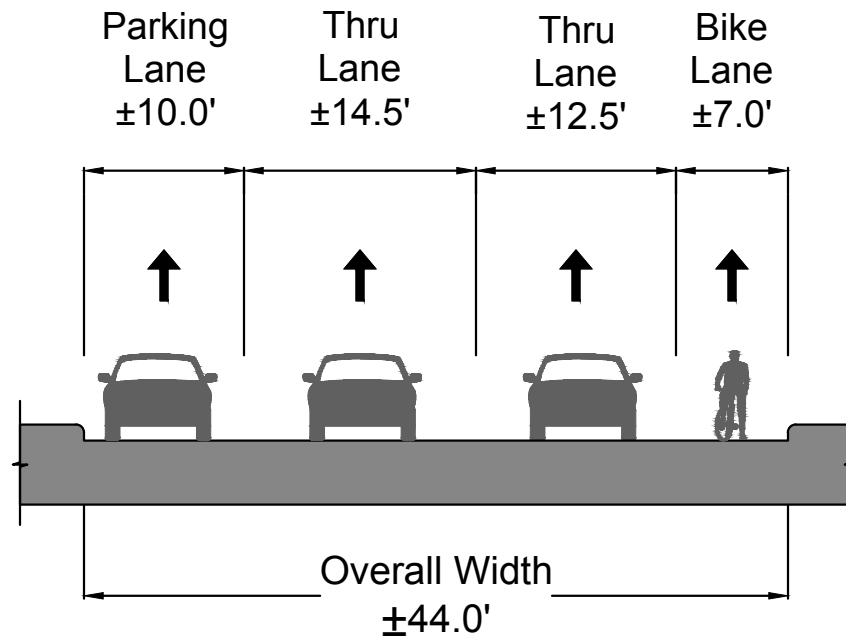 Parking
Lane
±10.0'
Thru
Lane
±14.5'
Thru
Lane
±12.5'
Bike
Lane
±7.0'
Overall Width
±44.0'